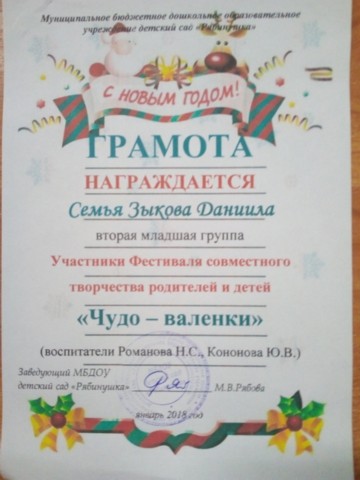 Муниципальное бюджетное дошкольное образовательное
учреждение детский сад «Рябинушка»
С НОВЫМ ГОДОМ!
ГРАМОТА
НАГРАЖДАЕТСЯ
Семья Зыкова Даниила
вторая младшая группа
Участники Фестиваля совместного
творчества родителей и детей
«Чудо – валенки»
(воспитатели Романова Н.С., Кононова Ю.В.)
Заведующий МБДОУ
детский сад «Рябинушка» М.В.Рябова
январь 2018 год